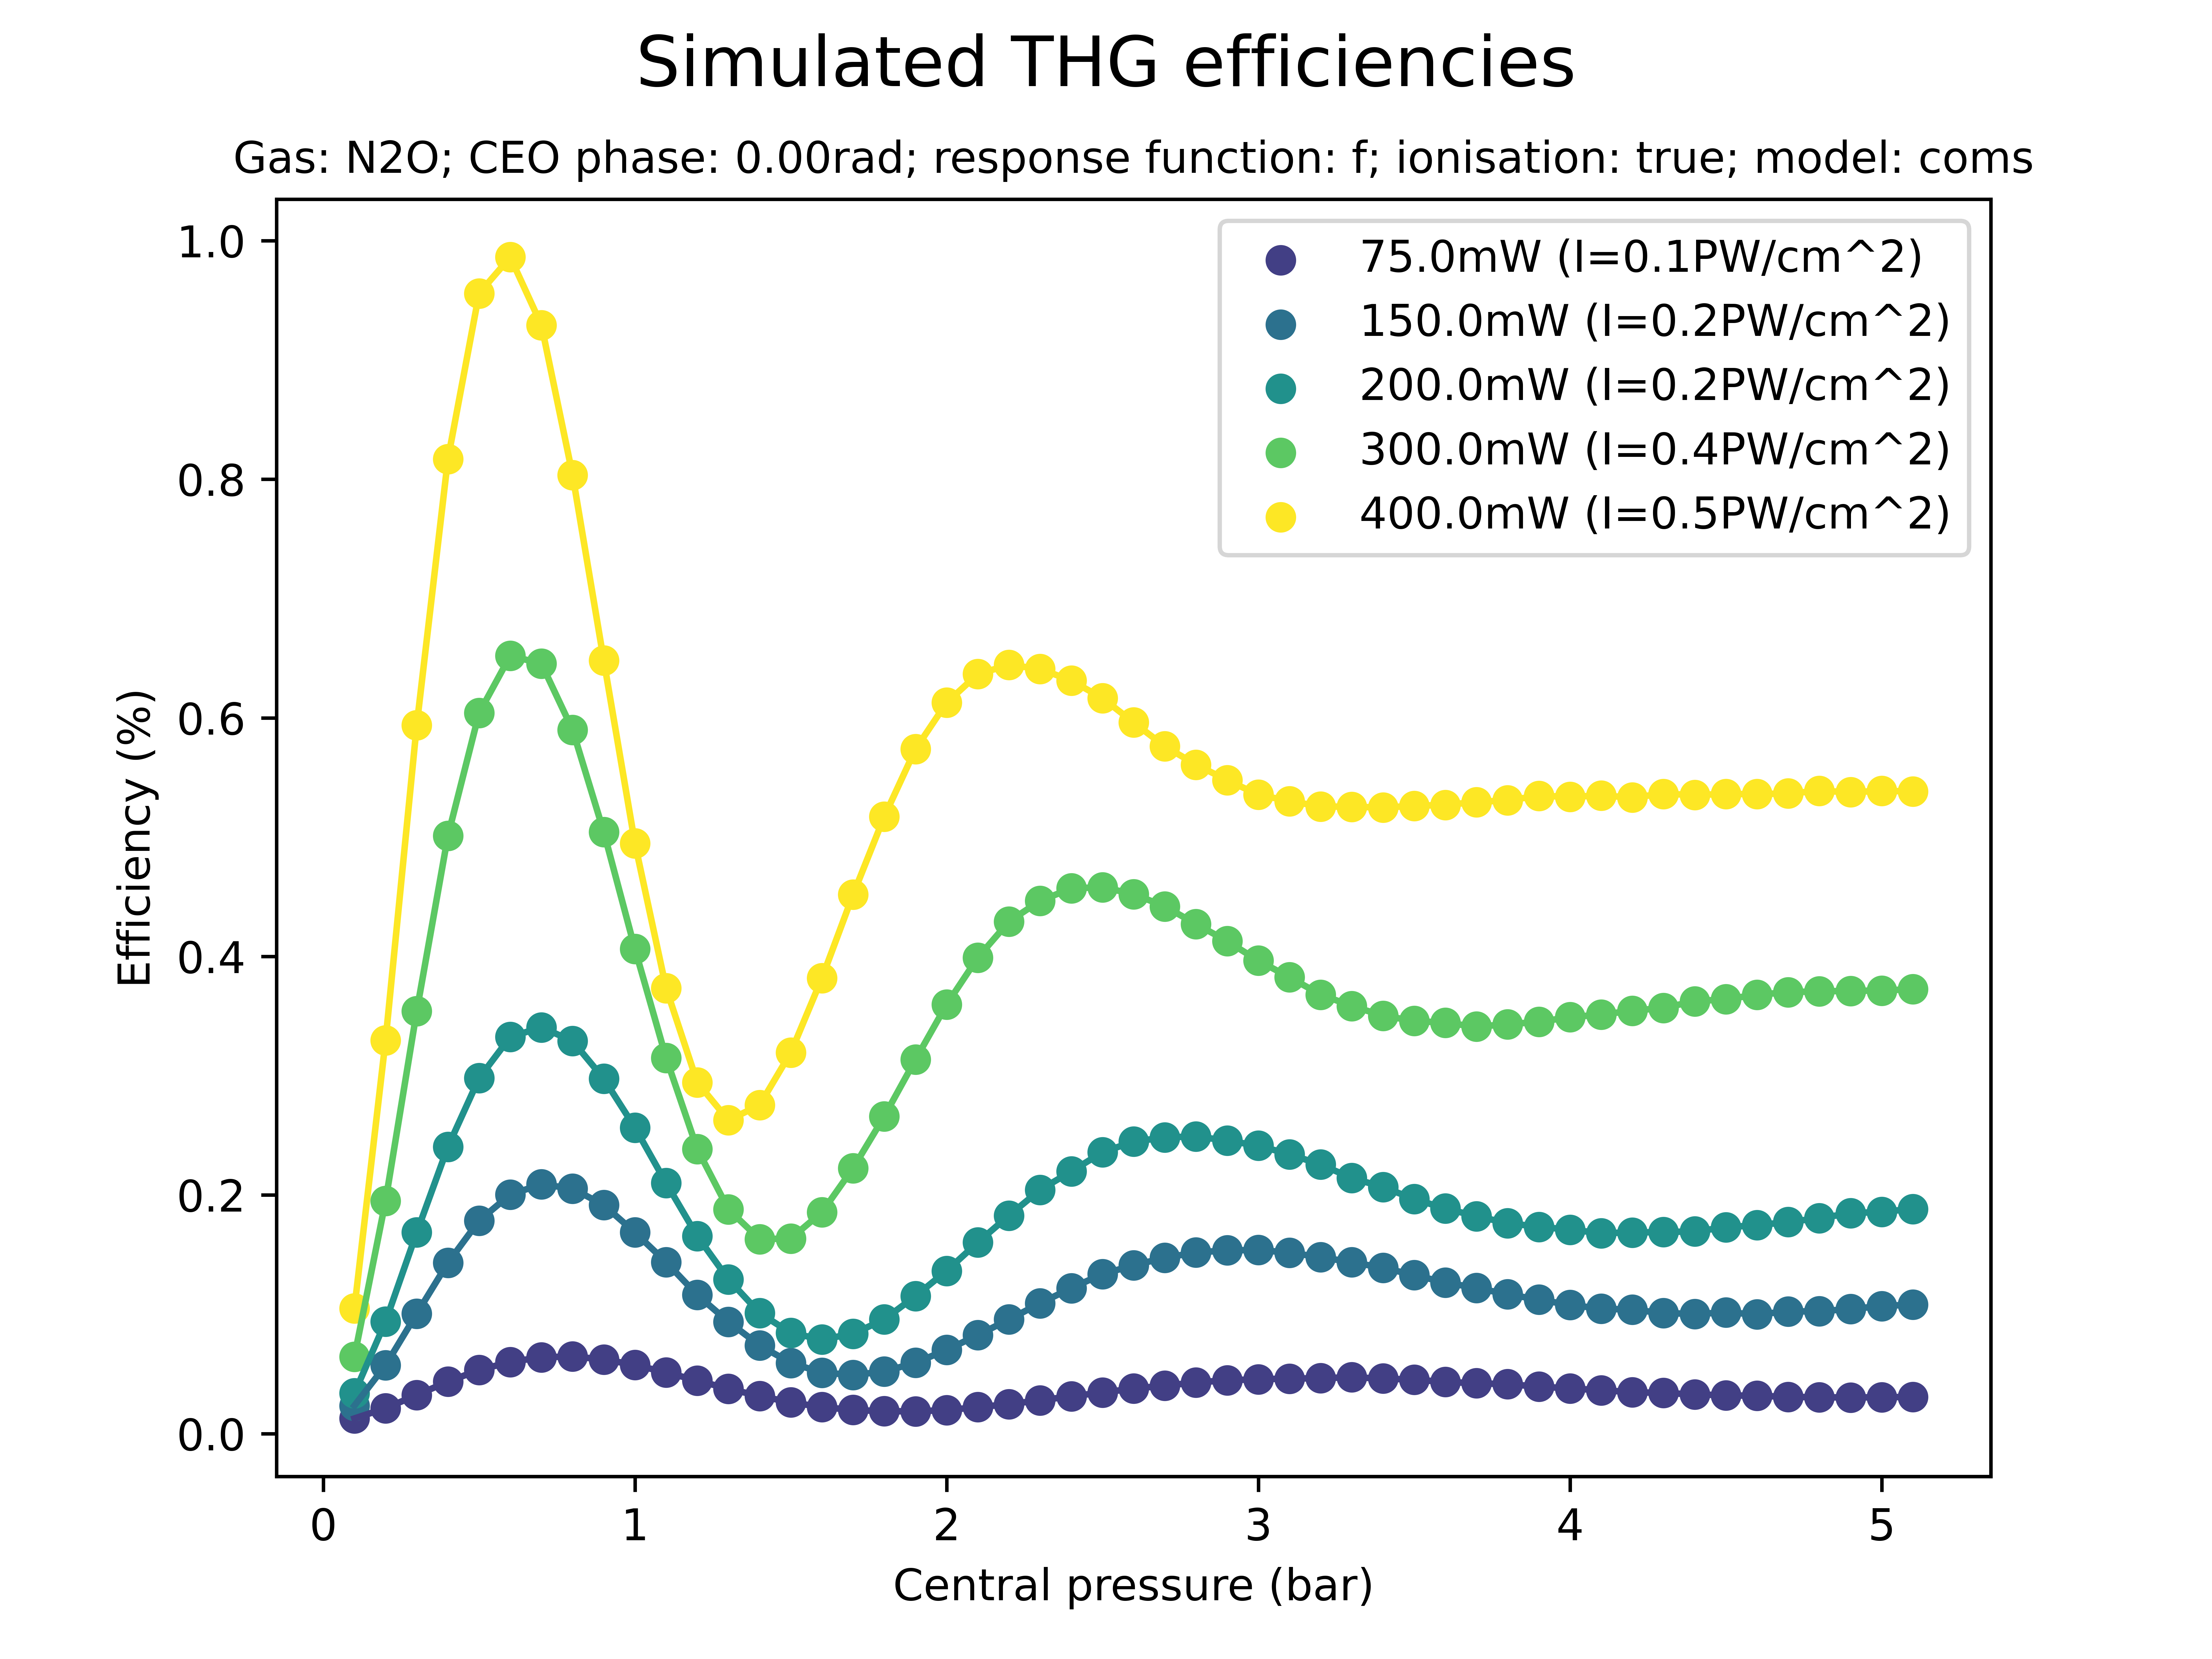 Simulated THG efficiencies
Gas: N2O; CEO phase: 0.00rad; response function: f; ionisation: true; model: coms
75.0mW (I=0.1PW/cm^2)
150.0mW (I=0.2PW/cm^2)
200.0mW (I=0.2PW/cm^2)
300.0mW (I=0.4PW/cm^2)
400.0mW (I=0.5PW/cm^2)
Efficiency (%)
1.0
0.8
0.6
0.4
0.2
0.0
0 1 2 3 4 5
Central pressure (bar)